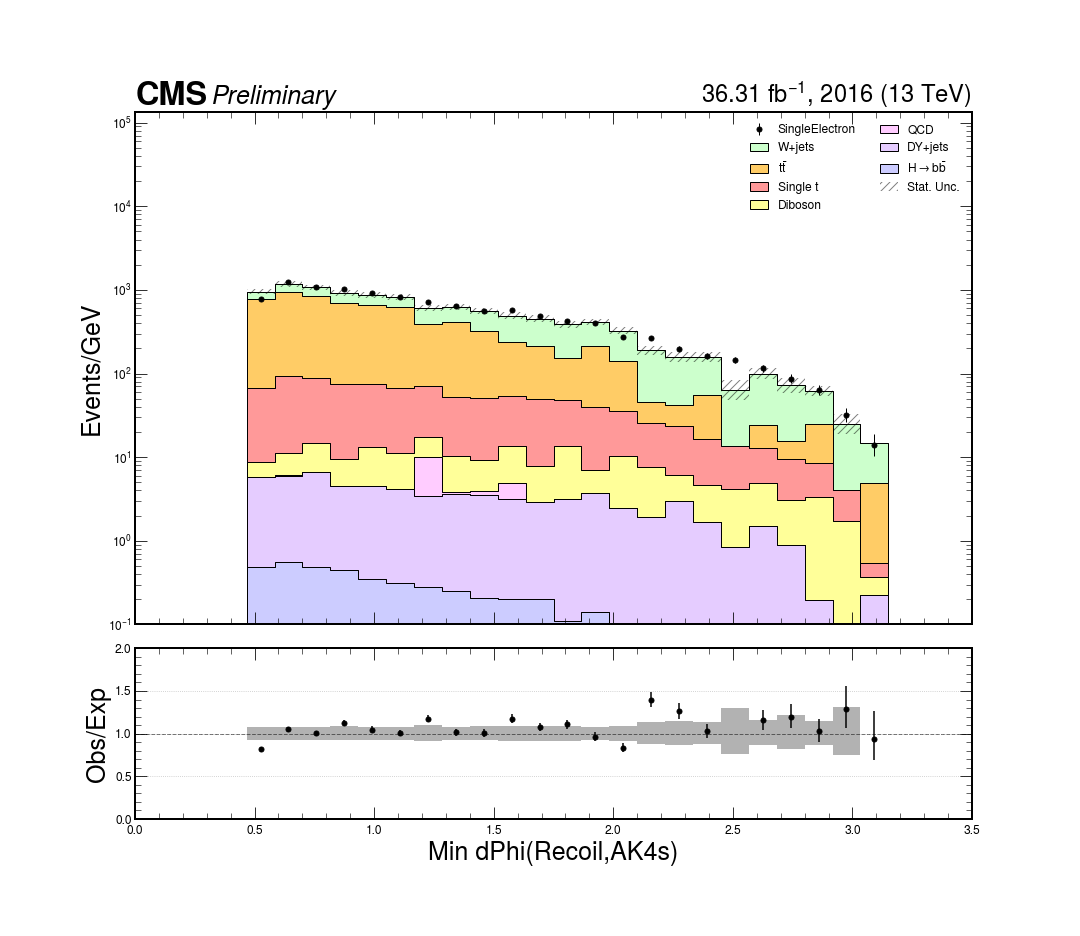 CMS Preliminary
36.31 fb⁻¹, 2016 (13 TeV)
Events/GeV
10⁵
10⁴
10³
10²
10¹
10⁰
10⁻¹
SingleElectron
W+jets
tt̄
Single t
Diboson
QCD
DY+jets
H→bb̄
Stat. Unc.
Obs/Exp
2.0
1.5
1.0
0.5
0.0
0.0 0.5 1.0 1.5 2.0 2.5 3.0 3.5
Min dPhi(Recoil,AK4s)